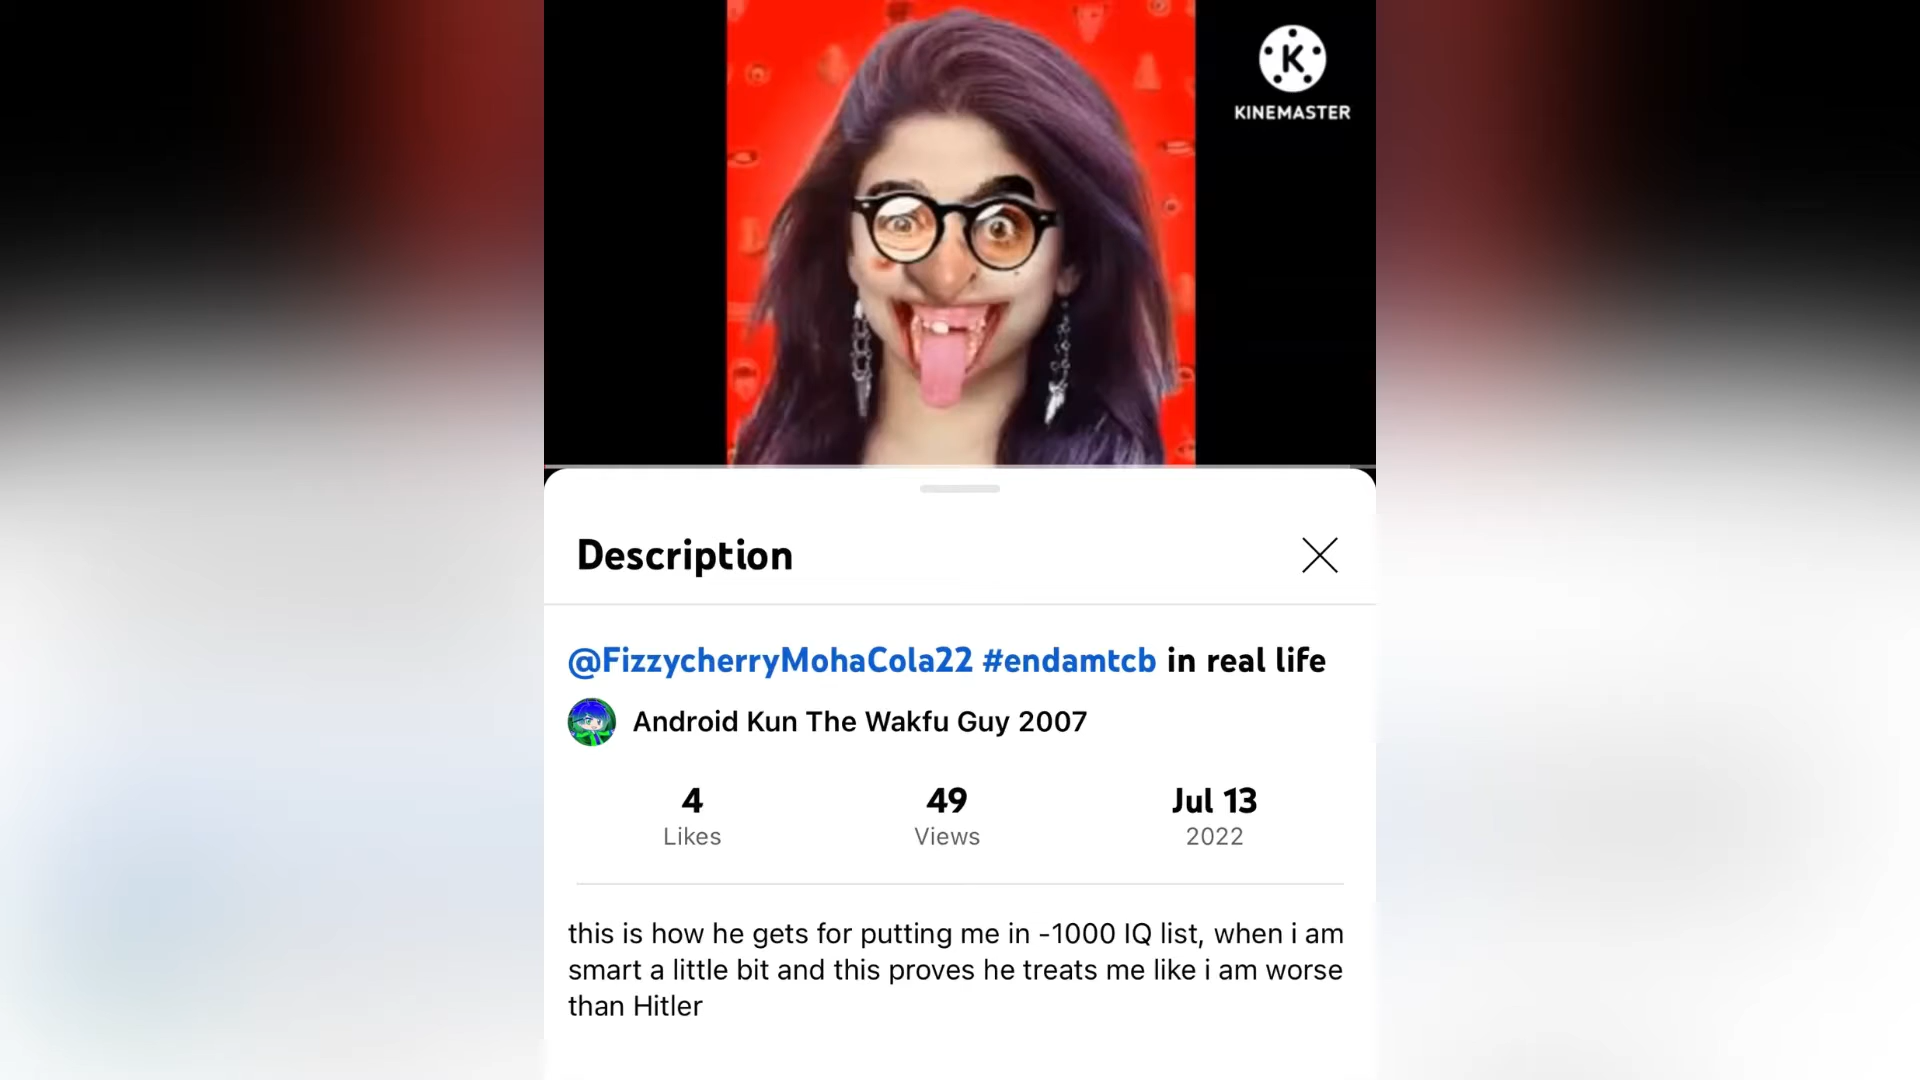 K
KINEMASTER
Description
@FizzycherryMohaCola22 #endamtcb in real life
Android Kun The Wakfu Guy 2007
4 49 Jul 13
Likes Views 2022
this is how he gets for putting me in -1000 IQ list, when i am
smart a little bit and this proves he treats me like i am worse
than Hitler